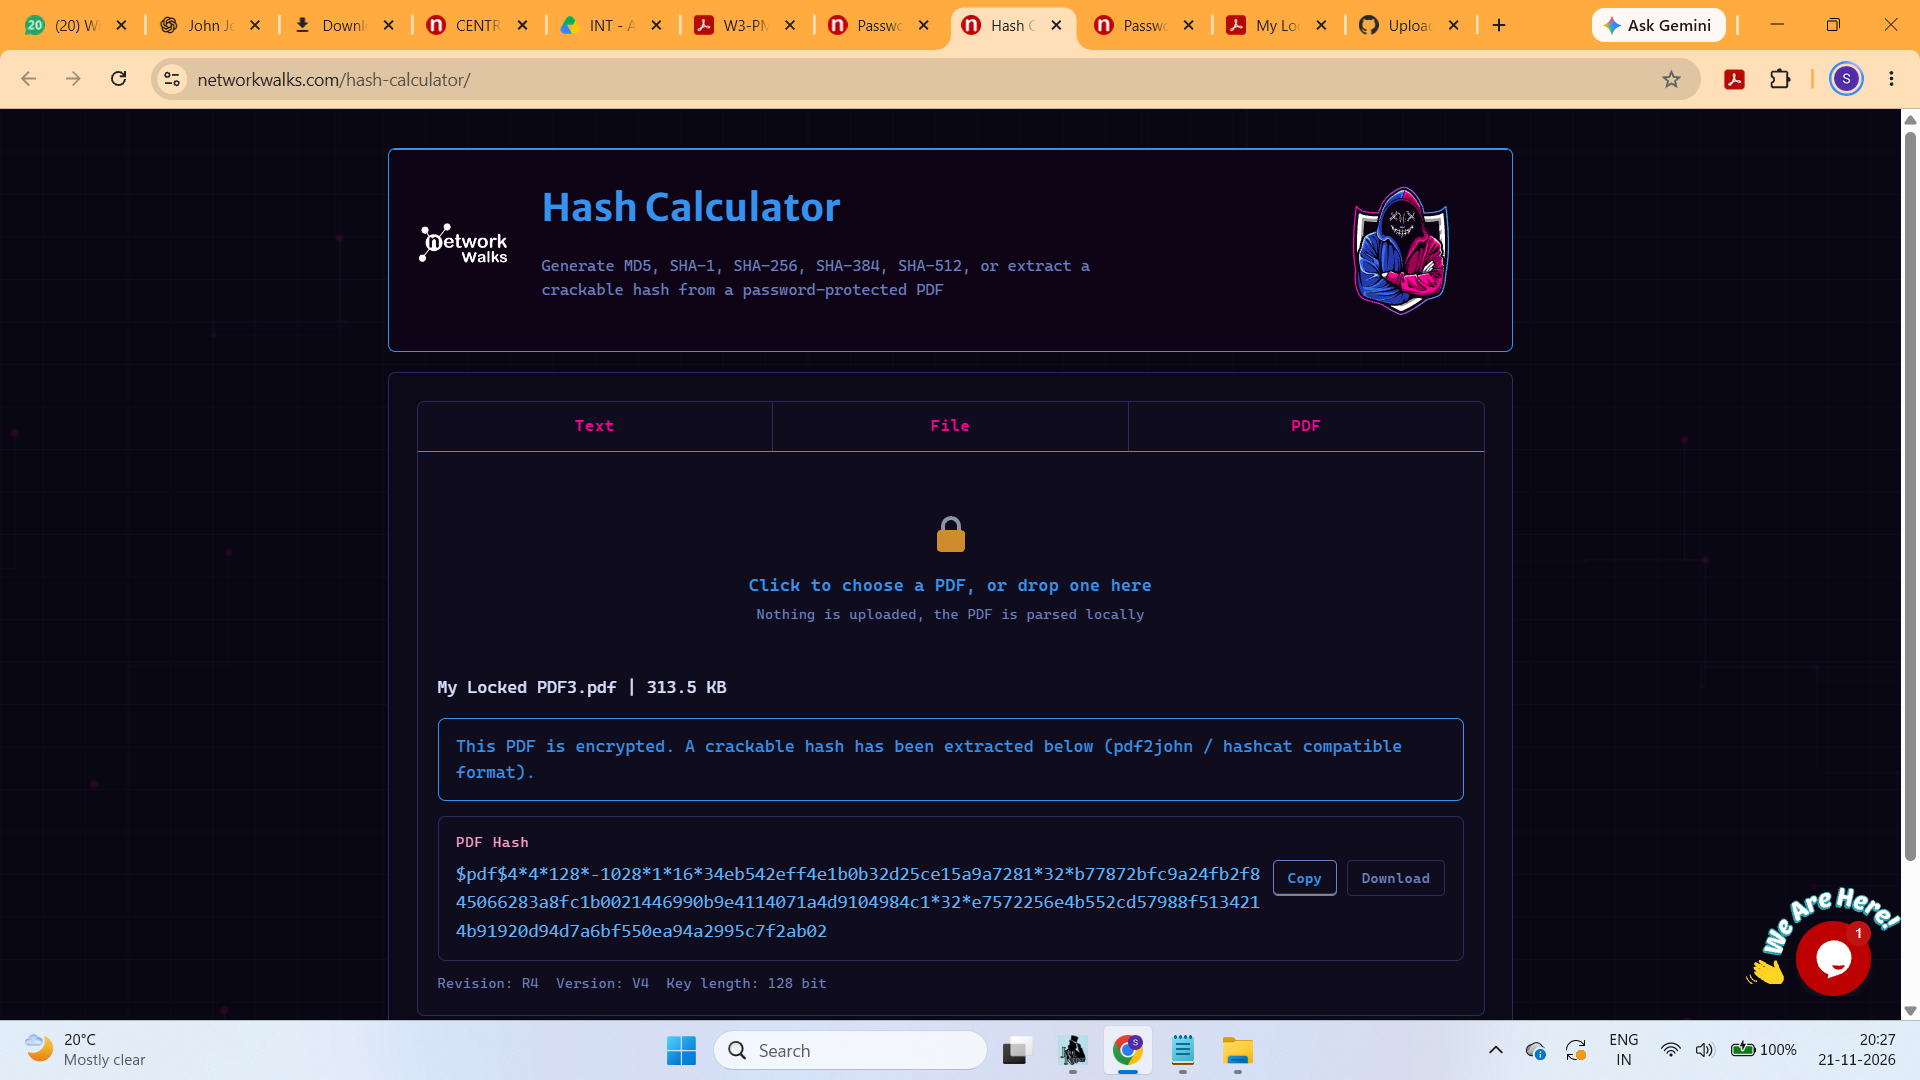 20
(20) W
John Jo
Downl
CENTR
INT - A
W3-PM
Passwo
Hash C
Passwo
My Lo
Uploa
Ask Gemini
networkwalks.com/hash-calculator/
S
network
Walks
Hash Calculator
Generate MD5, SHA-1, SHA-256, SHA-384, SHA-512, or extract a
crackable hash from a password-protected PDF
Text
File
PDF
Click to choose a PDF, or drop one here
Nothing is uploaded, the PDF is parsed locally
My Locked PDF3.pdf | 313.5 KB
This PDF is encrypted. A crackable hash has been extracted below (pdf2john / hashcat compatible
format).
PDF Hash
$pdf$4*4*128*-1028*1*16*34eb542eff4e1b0b32d25ce15a9a7281*32*b77872bfc9a24fb2f8
45066283a8fc1b0021446990b9e4114071a4d9104984c1*32*e7572256e4b552cd57988f513421
4b91920d94d7a6bf550ea94a2995c7f2ab02
Copy
Download
Revision: R4 Version: V4 Key length: 128 bit
We Are Here!
1
20°C
Mostly clear
Search
S
ENG
IN
100%
20:27
21-11-2026